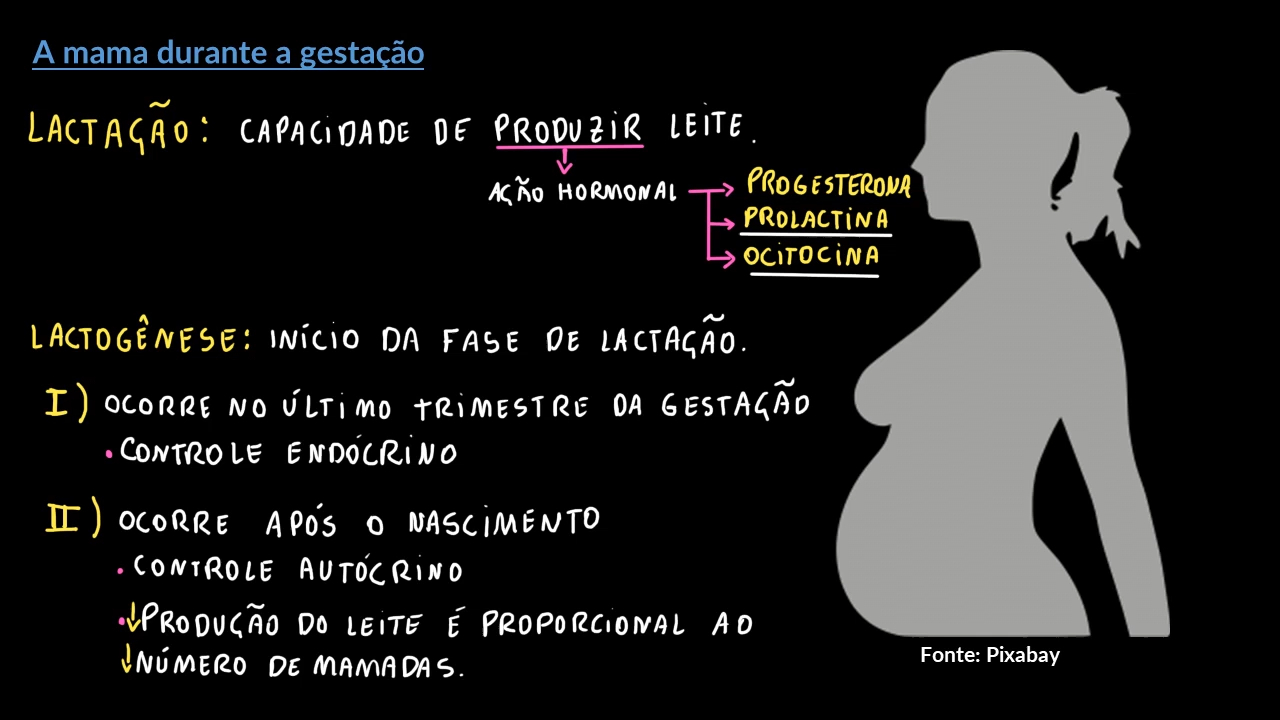 A mama durante a gestação
LACTAÇÃO: CAPACIDADE DE PRODUZIR LEITE.
AÇÃO HORMONAL
PROGESTERONA
PROLACTINA
OCITOCINA
LACTOGÊNESE: INÍCIO DA FASE DE LACTAÇÃO.
I) OCORRE NO ÚLTIMO TRIMESTRE DA GESTAÇÃO
• CONTROLE ENDÓCRINO
II) OCORRE APÓS O NASCIMENTO
• CONTROLE AUTÓCRINO
• ↓PRODUÇÃO DO LEITE É PROPORCIONAL AO
↓NÚMERO DE MAMADAS.
Fonte: Pixabay